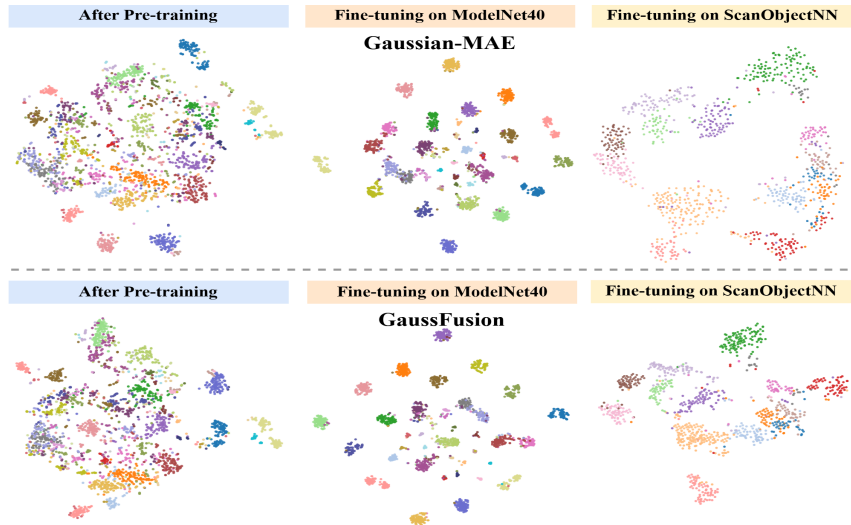 After Pre-training
Fine-tuning on ModelNet40
Fine-tuning on ScanObjectNN
Gaussian-MAE
After Pre-training
Fine-tuning on ModelNet40
Fine-tuning on ScanObjectNN
GaussFusion